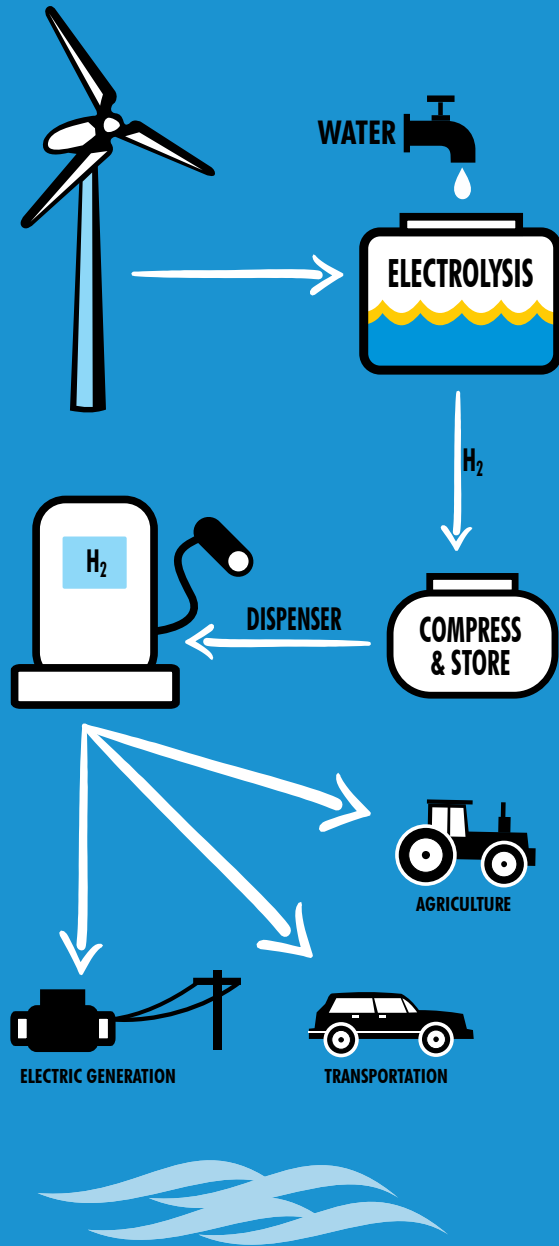 WATER
ELECTROLYSIS
H₂
H₂
DISPENSER
COMPRESS
& STORE
AGRICULTURE
ELECTRIC GENERATION
TRANSPORTATION